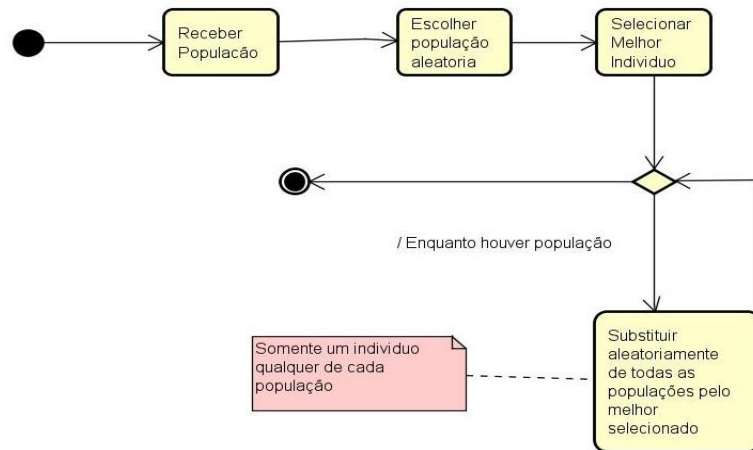 Receber
Populacão
Escolher
população
aleatoria
Selecionar
Melhor
Individuo
/ Enquanto houver população
Somente um individuo
qualquer de cada
população
Substituir
aleatoriamente
de todas as
populações pelo
melhor
selecionado